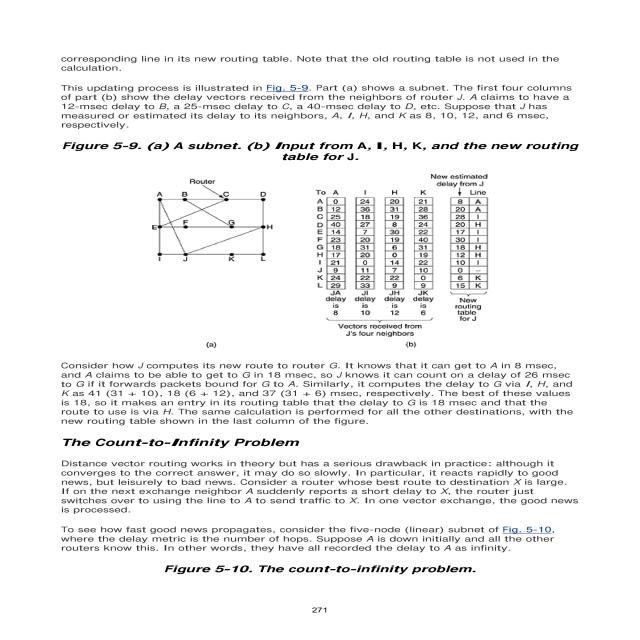 corresponding line in its new routing table. Note that the old routing table is not used in the
calculation.
This updating process is illustrated in Fig. 5-9. Part (a) shows a subnet. The first four columns
of part (b) show the delay vectors received from the neighbors of router J. A claims to have a
12-msec delay to B, a 25-msec delay to C, a 40-msec delay to D, etc. Suppose that J has
measured or estimated its delay to its neighbors, A, I, H, and K as 8, 10, 12, and 6 msec,
respectively.
Figure 5-9. (a) A subnet. (b) Input from A, I, H, K, and the new routing
table for J.
Router
A B C D
E F G H
I J K L
(a)
New estimated
delay from J
To A I H K Line
A 0 24 20 21 8 A
B 12 36 31 28 20 A
C 25 18 19 36 28 I
D 40 27 8 24 20 H
E 14 7 30 22 17 I
F 23 20 19 40 30 I
G 18 31 6 31 18 H
H 17 20 0 19 12 H
I 21 0 14 22 10 I
J 9 11 7 10 0 –
K 24 22 22 0 6 K
L 29 33 9 9 15 K
JA JI JH JK
delay delay delay delay
is is is is
8 10 12 6
New
routing
table
for J
Vectors received from
J's four neighbors
(b)
Consider how J computes its new route to router G. It knows that it can get to A in 8 msec,
and A claims to be able to get to G in 18 msec, so J knows it can count on a delay of 26 msec
to G if it forwards packets bound for G to A. Similarly, it computes the delay to G via I, H, and
K as 41 (31 + 10), 18 (6 + 12), and 37 (31 + 6) msec, respectively. The best of these values
is 18, so it makes an entry in its routing table that the delay to G is 18 msec and that the
route to use is via H. The same calculation is performed for all the other destinations, with the
new routing table shown in the last column of the figure.
The Count-to-Infinity Problem
Distance vector routing works in theory but has a serious drawback in practice: although it
converges to the correct answer, it may do so slowly. In particular, it reacts rapidly to good
news, but leisurely to bad news. Consider a router whose best route to destination X is large.
If on the next exchange neighbor A suddenly reports a short delay to X, the router just
switches over to using the line to A to send traffic to X. In one vector exchange, the good news
is processed.
To see how fast good news propagates, consider the five-node (linear) subnet of Fig. 5-10,
where the delay metric is the number of hops. Suppose A is down initially and all the other
routers know this. In other words, they have all recorded the delay to A as infinity.
Figure 5-10. The count-to-infinity problem.
271